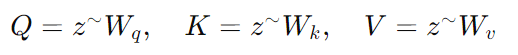 Q = z~W_q, K = z~W_k, V = z~W_v